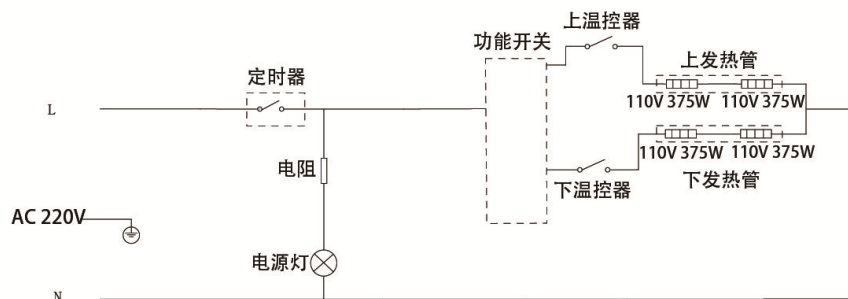 上温控器
功能开关
上发热管
定时器
110V 375W 110V 375W
L
110V 375W 110V 375W
电阻
下温控器 下发热管
AC 220V
电源灯
N